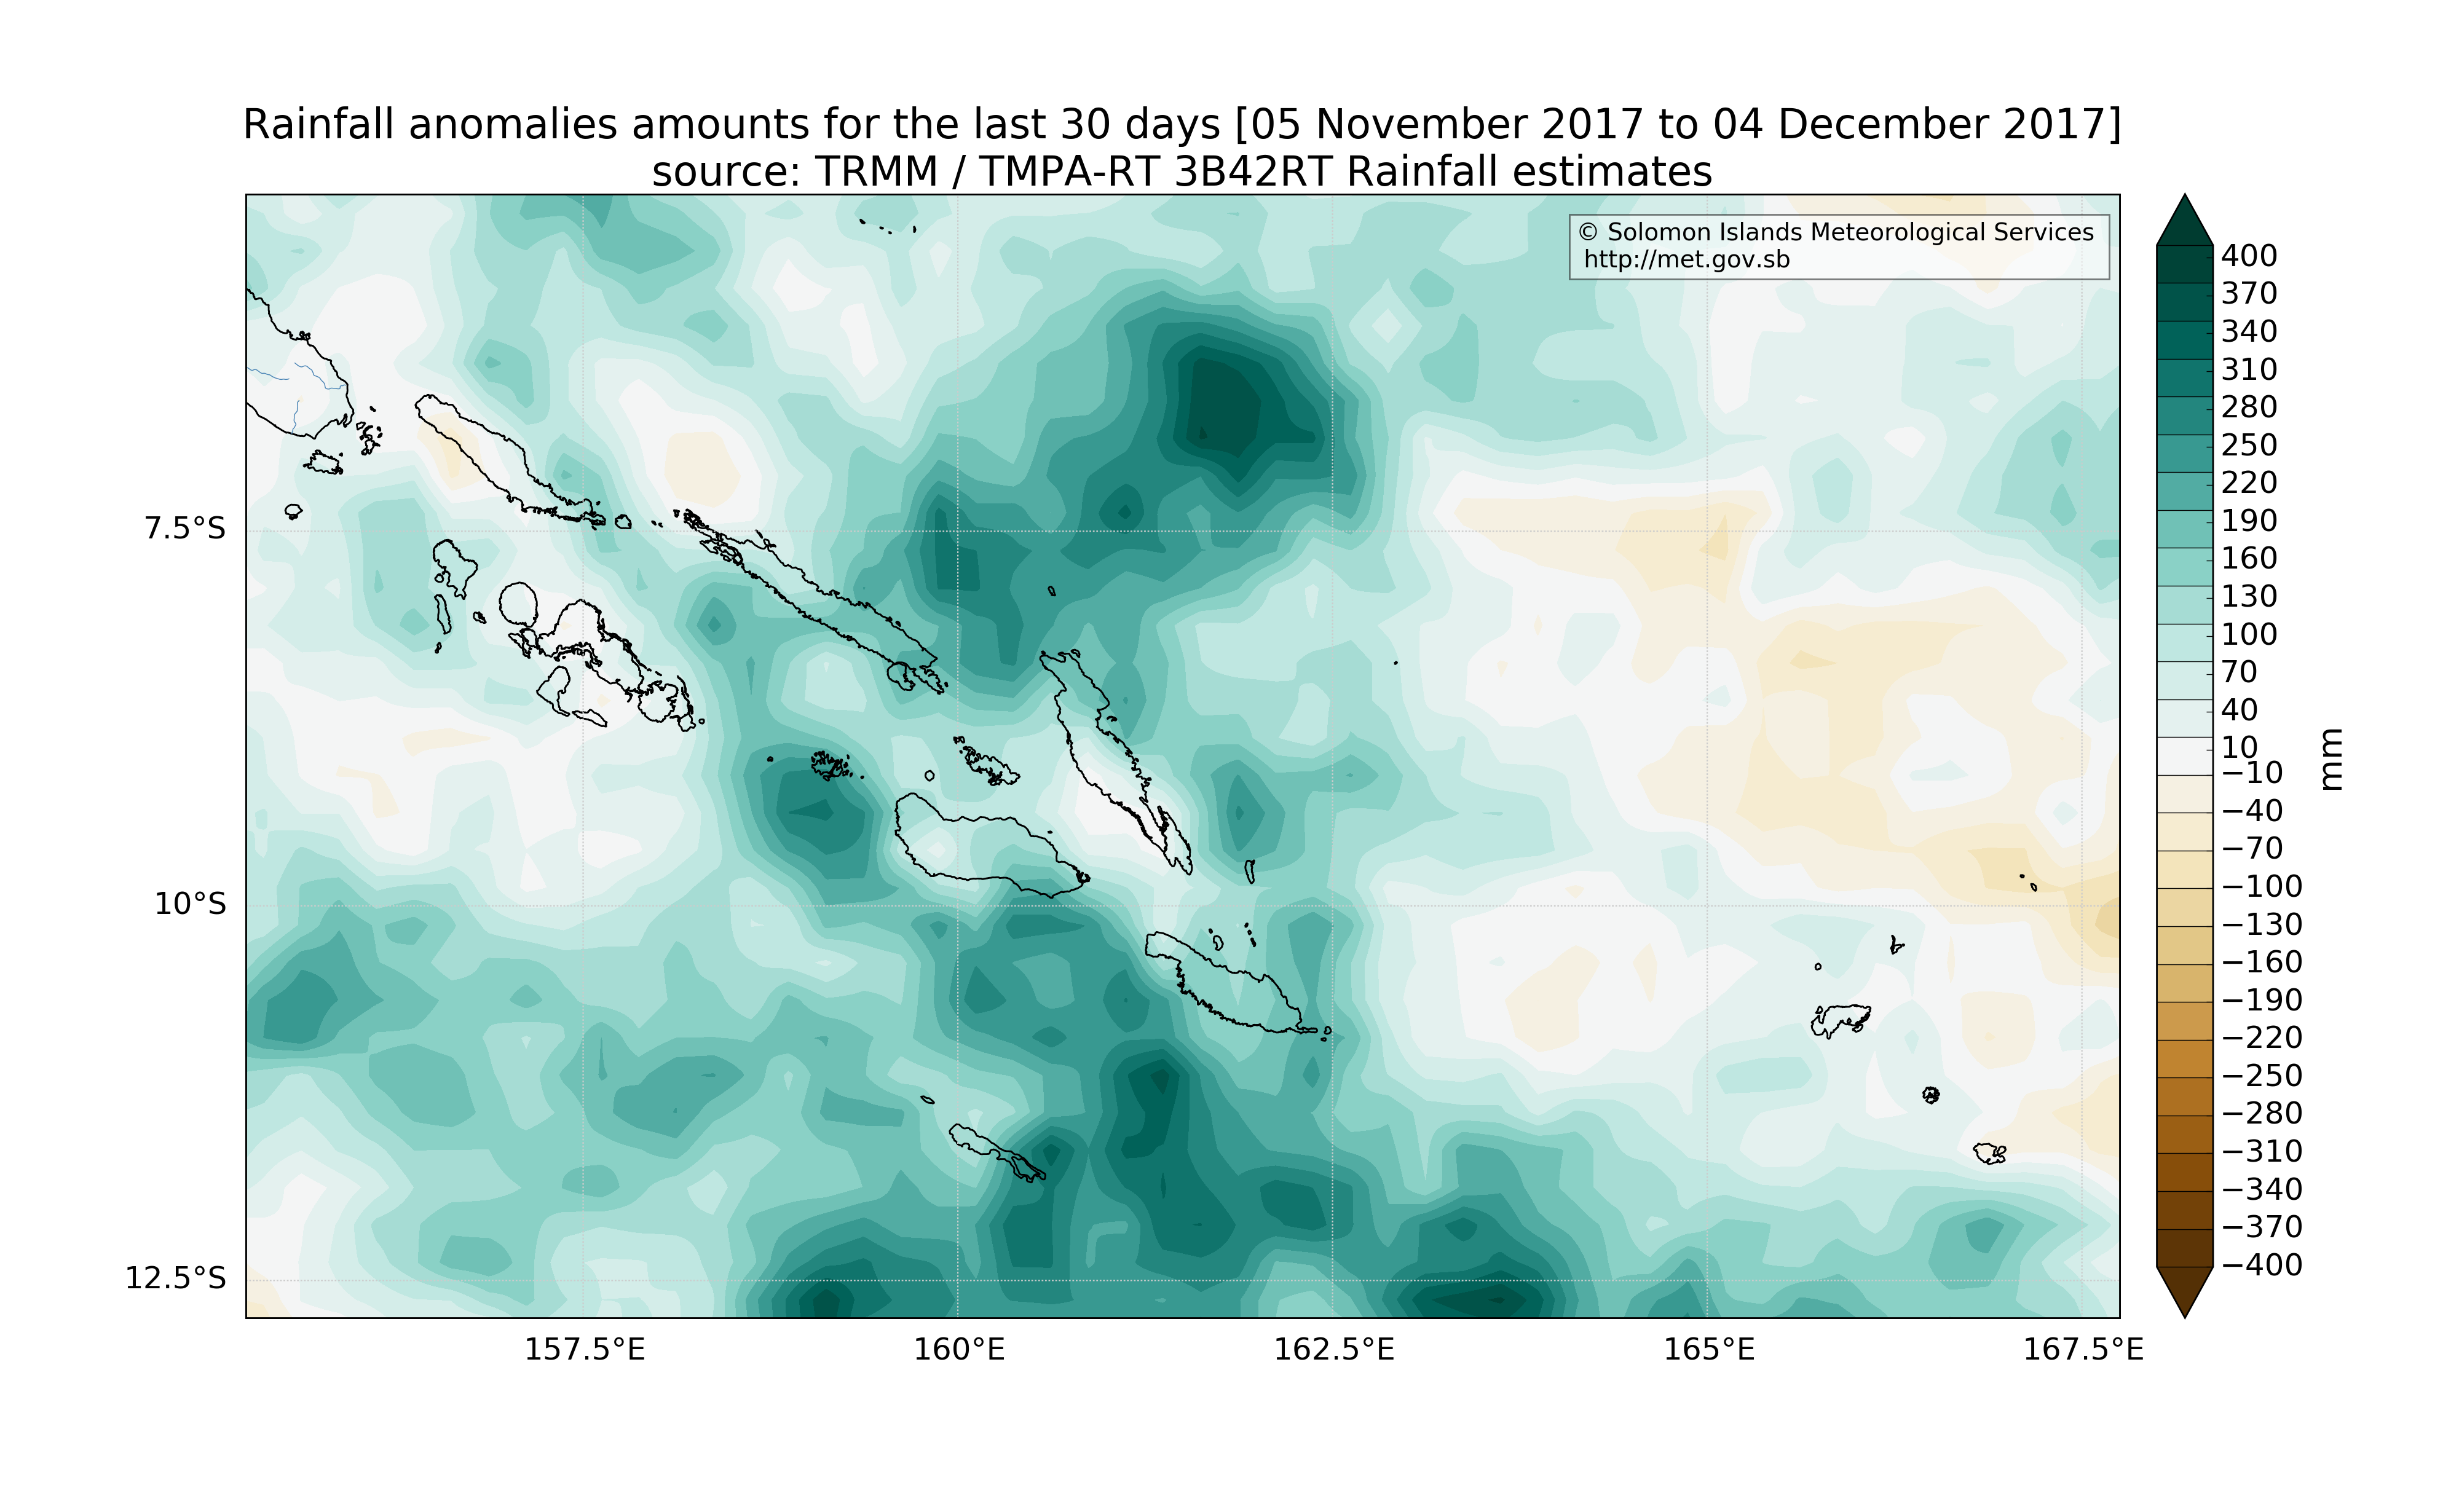 Rainfall anomalies amounts for the last 30 days [05 November 2017 to 04 December 2017]
source: TRMM / TMPA-RT 3B42RT Rainfall estimates
© Solomon Islands Meteorological Services
http://met.gov.sb
7.5°S
10°S
12.5°S
157.5°E
160°E
162.5°E
165°E
167.5°E
400
370
340
310
280
250
220
190
160
130
100
70
40
10
−10
−40
−70
−100
−130
−160
−190
−220
−250
−280
−310
−340
−370
−400
mm